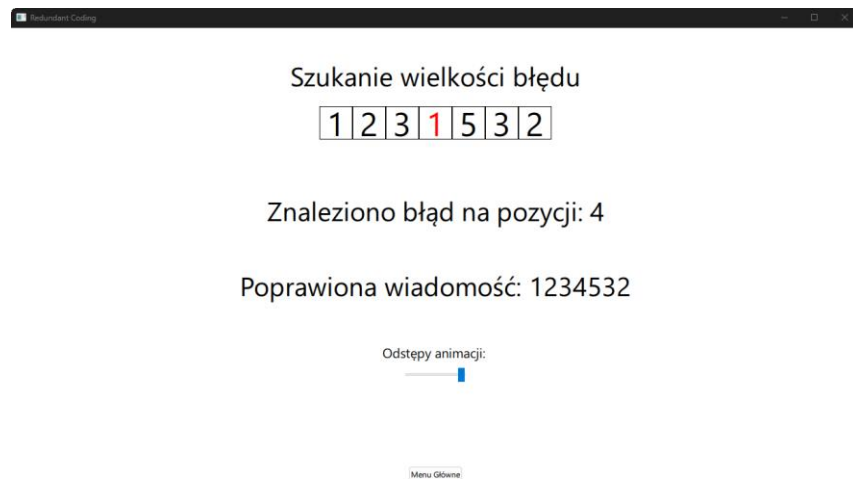 Redundant Coding
Szukanie wielkości błędu
1 2 3 1 5 3 2
Znaleziono błąd na pozycji: 4
Poprawiona wiadomość: 1234532
Odstępy animacji:
Menu Główne